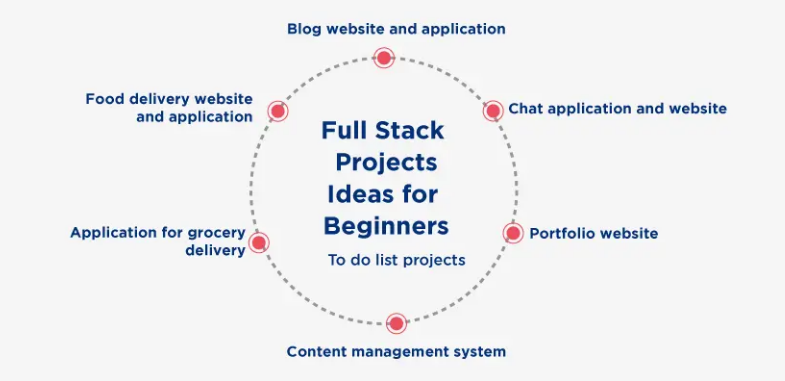 Blog website and application
Food delivery website
and application
Chat application and website
Full Stack
Projects
Ideas for
Beginners
To do list projects
Application for grocery
delivery
Portfolio website
Content management system